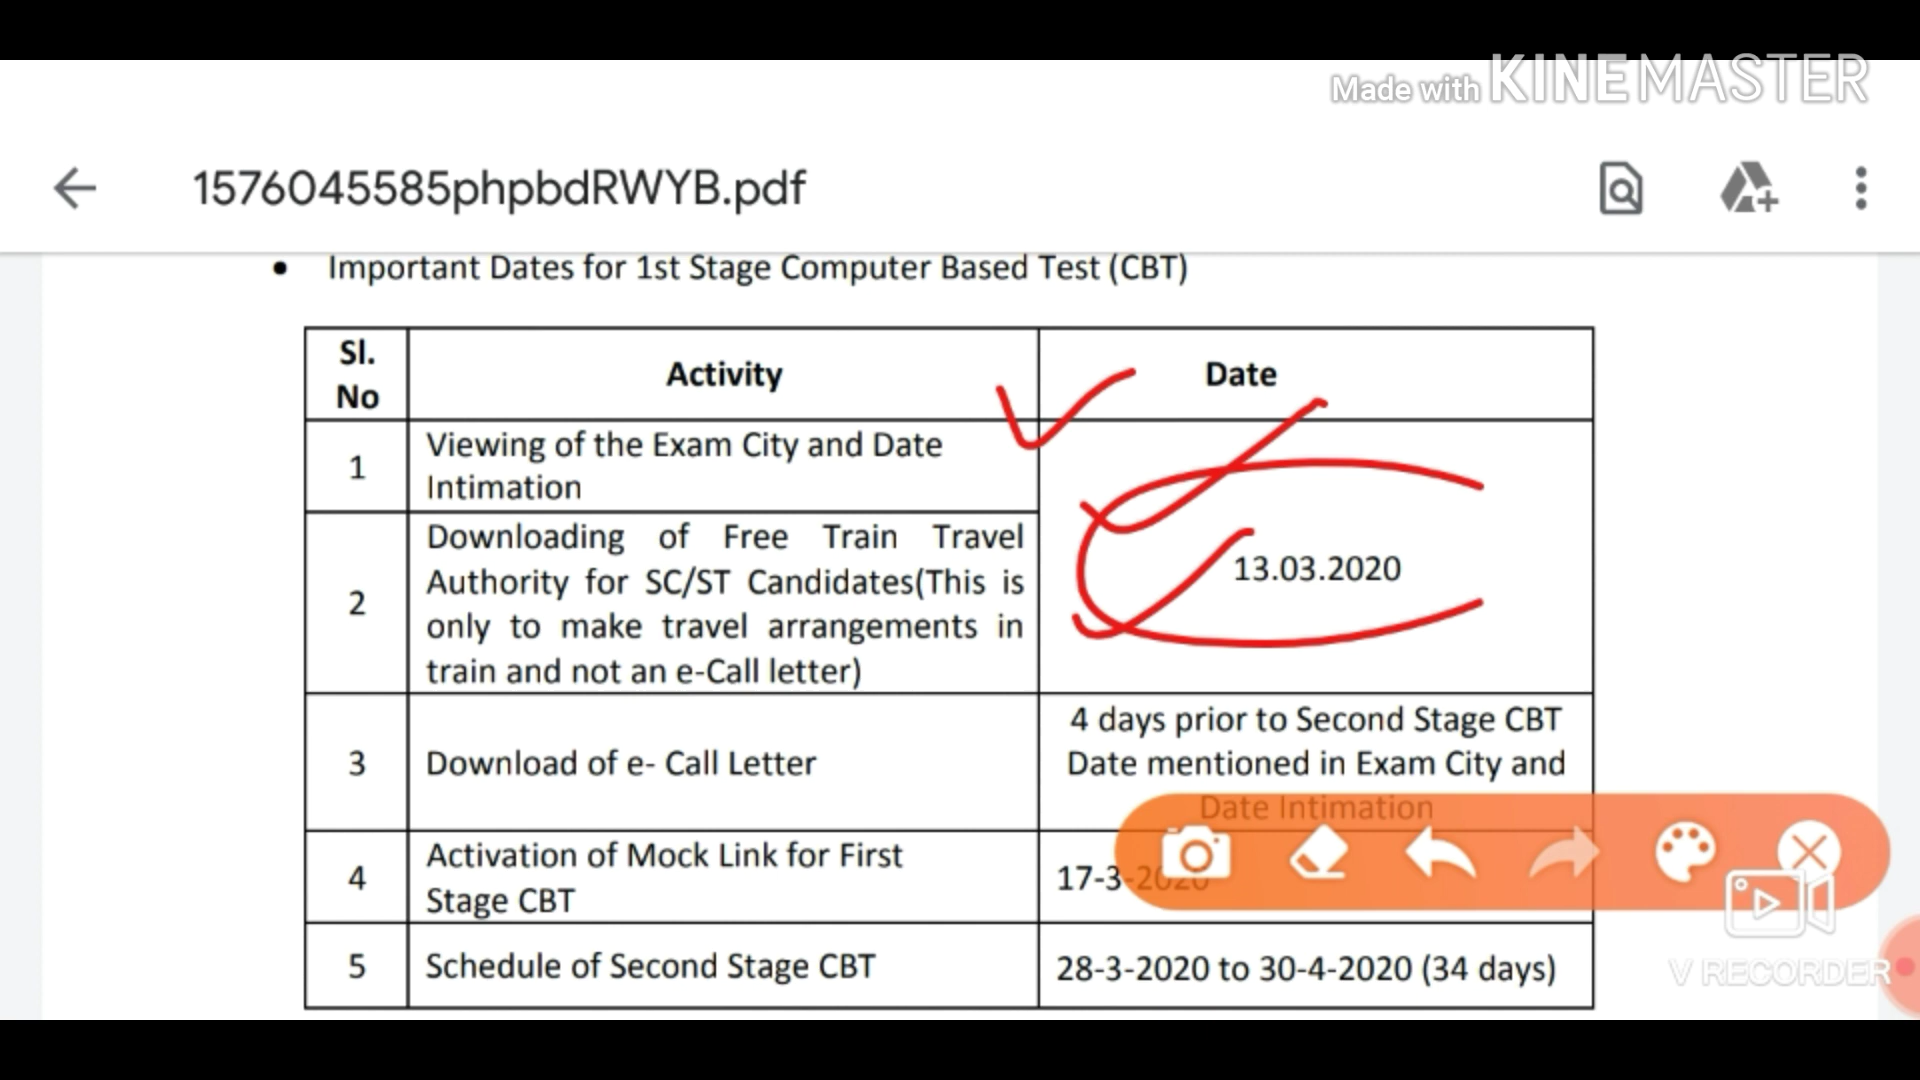 Made with KINEMASTER
1576045585phpbdRWYB.pdf
• Important Dates for 1st Stage Computer Based Test (CBT)
Sl.
No
Activity
Date
1
Viewing of the Exam City and Date
Intimation
2
Downloading of Free Train Travel
Authority for SC/ST Candidates(This is
only to make travel arrangements in
train and not an e-Call letter)
13.03.2020
3
Download of e- Call Letter
4 days prior to Second Stage CBT
Date mentioned in Exam City and
Date Intimation
4
Activation of Mock Link for First
Stage CBT
17-3-2020
5
Schedule of Second Stage CBT
28-3-2020 to 30-4-2020 (34 days)
V RECORDER